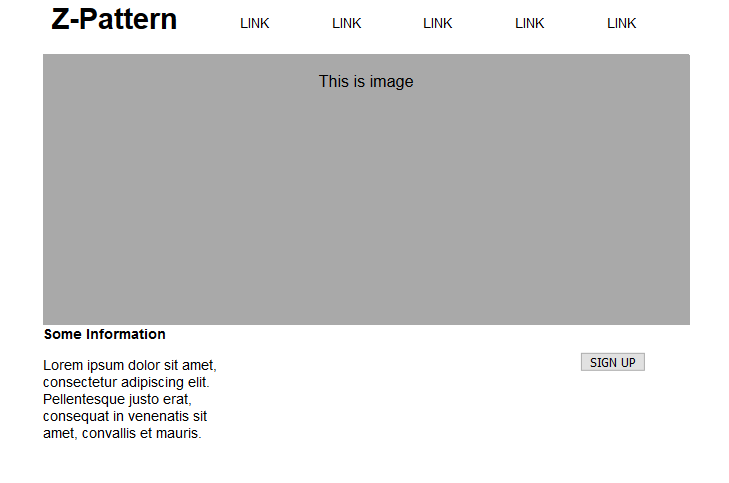 Z-Pattern LINK LINK LINK LINK LINK
This is image
Some Information
Lorem ipsum dolor sit amet,
consectetur adipiscing elit.
Pellentesque justo erat,
consequat in venenatis sit
amet, convallis et mauris.
SIGN UP